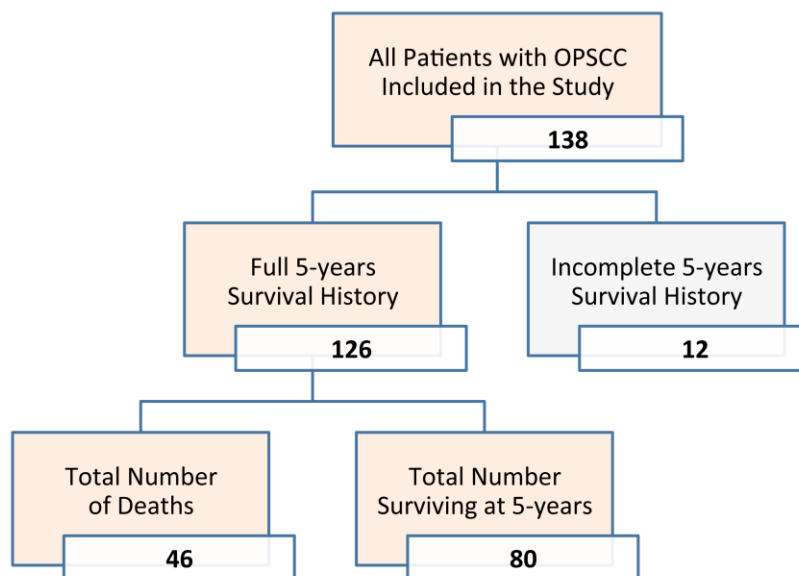 All Patients with OPSCC
Included in the Study
138
Full 5-years
Survival History
126
Incomplete 5-years
Survival History
12
Total Number
of Deaths
46
Total Number
Surviving at 5-years
80